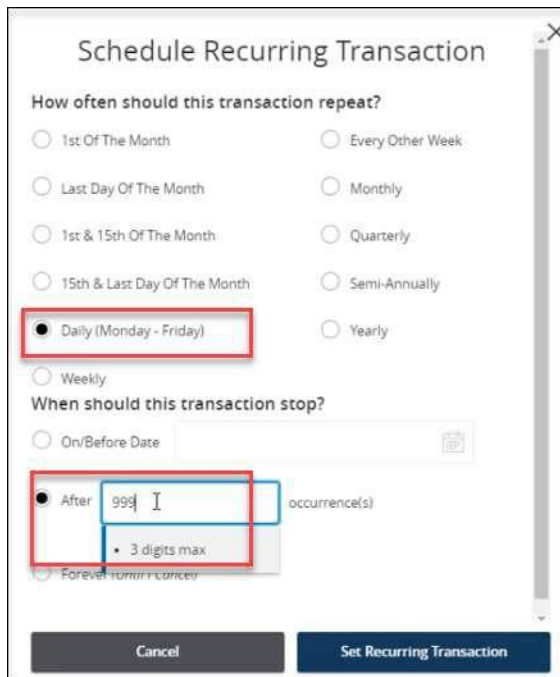 Schedule Recurring Transaction
How often should this transaction repeat?
1st Of The Month
Every Other Week
Last Day Of The Month
Monthly
1st & 15th Of The Month
Quarterly
15th & Last Day Of The Month
Semi-Annually
Daily (Monday - Friday)
Yearly
Weekly
When should this transaction stop?
On/Before Date
After 999 occurrence(s)
• 3 digits max
Forever (Until I Cancel)
Cancel
Set Recurring Transaction